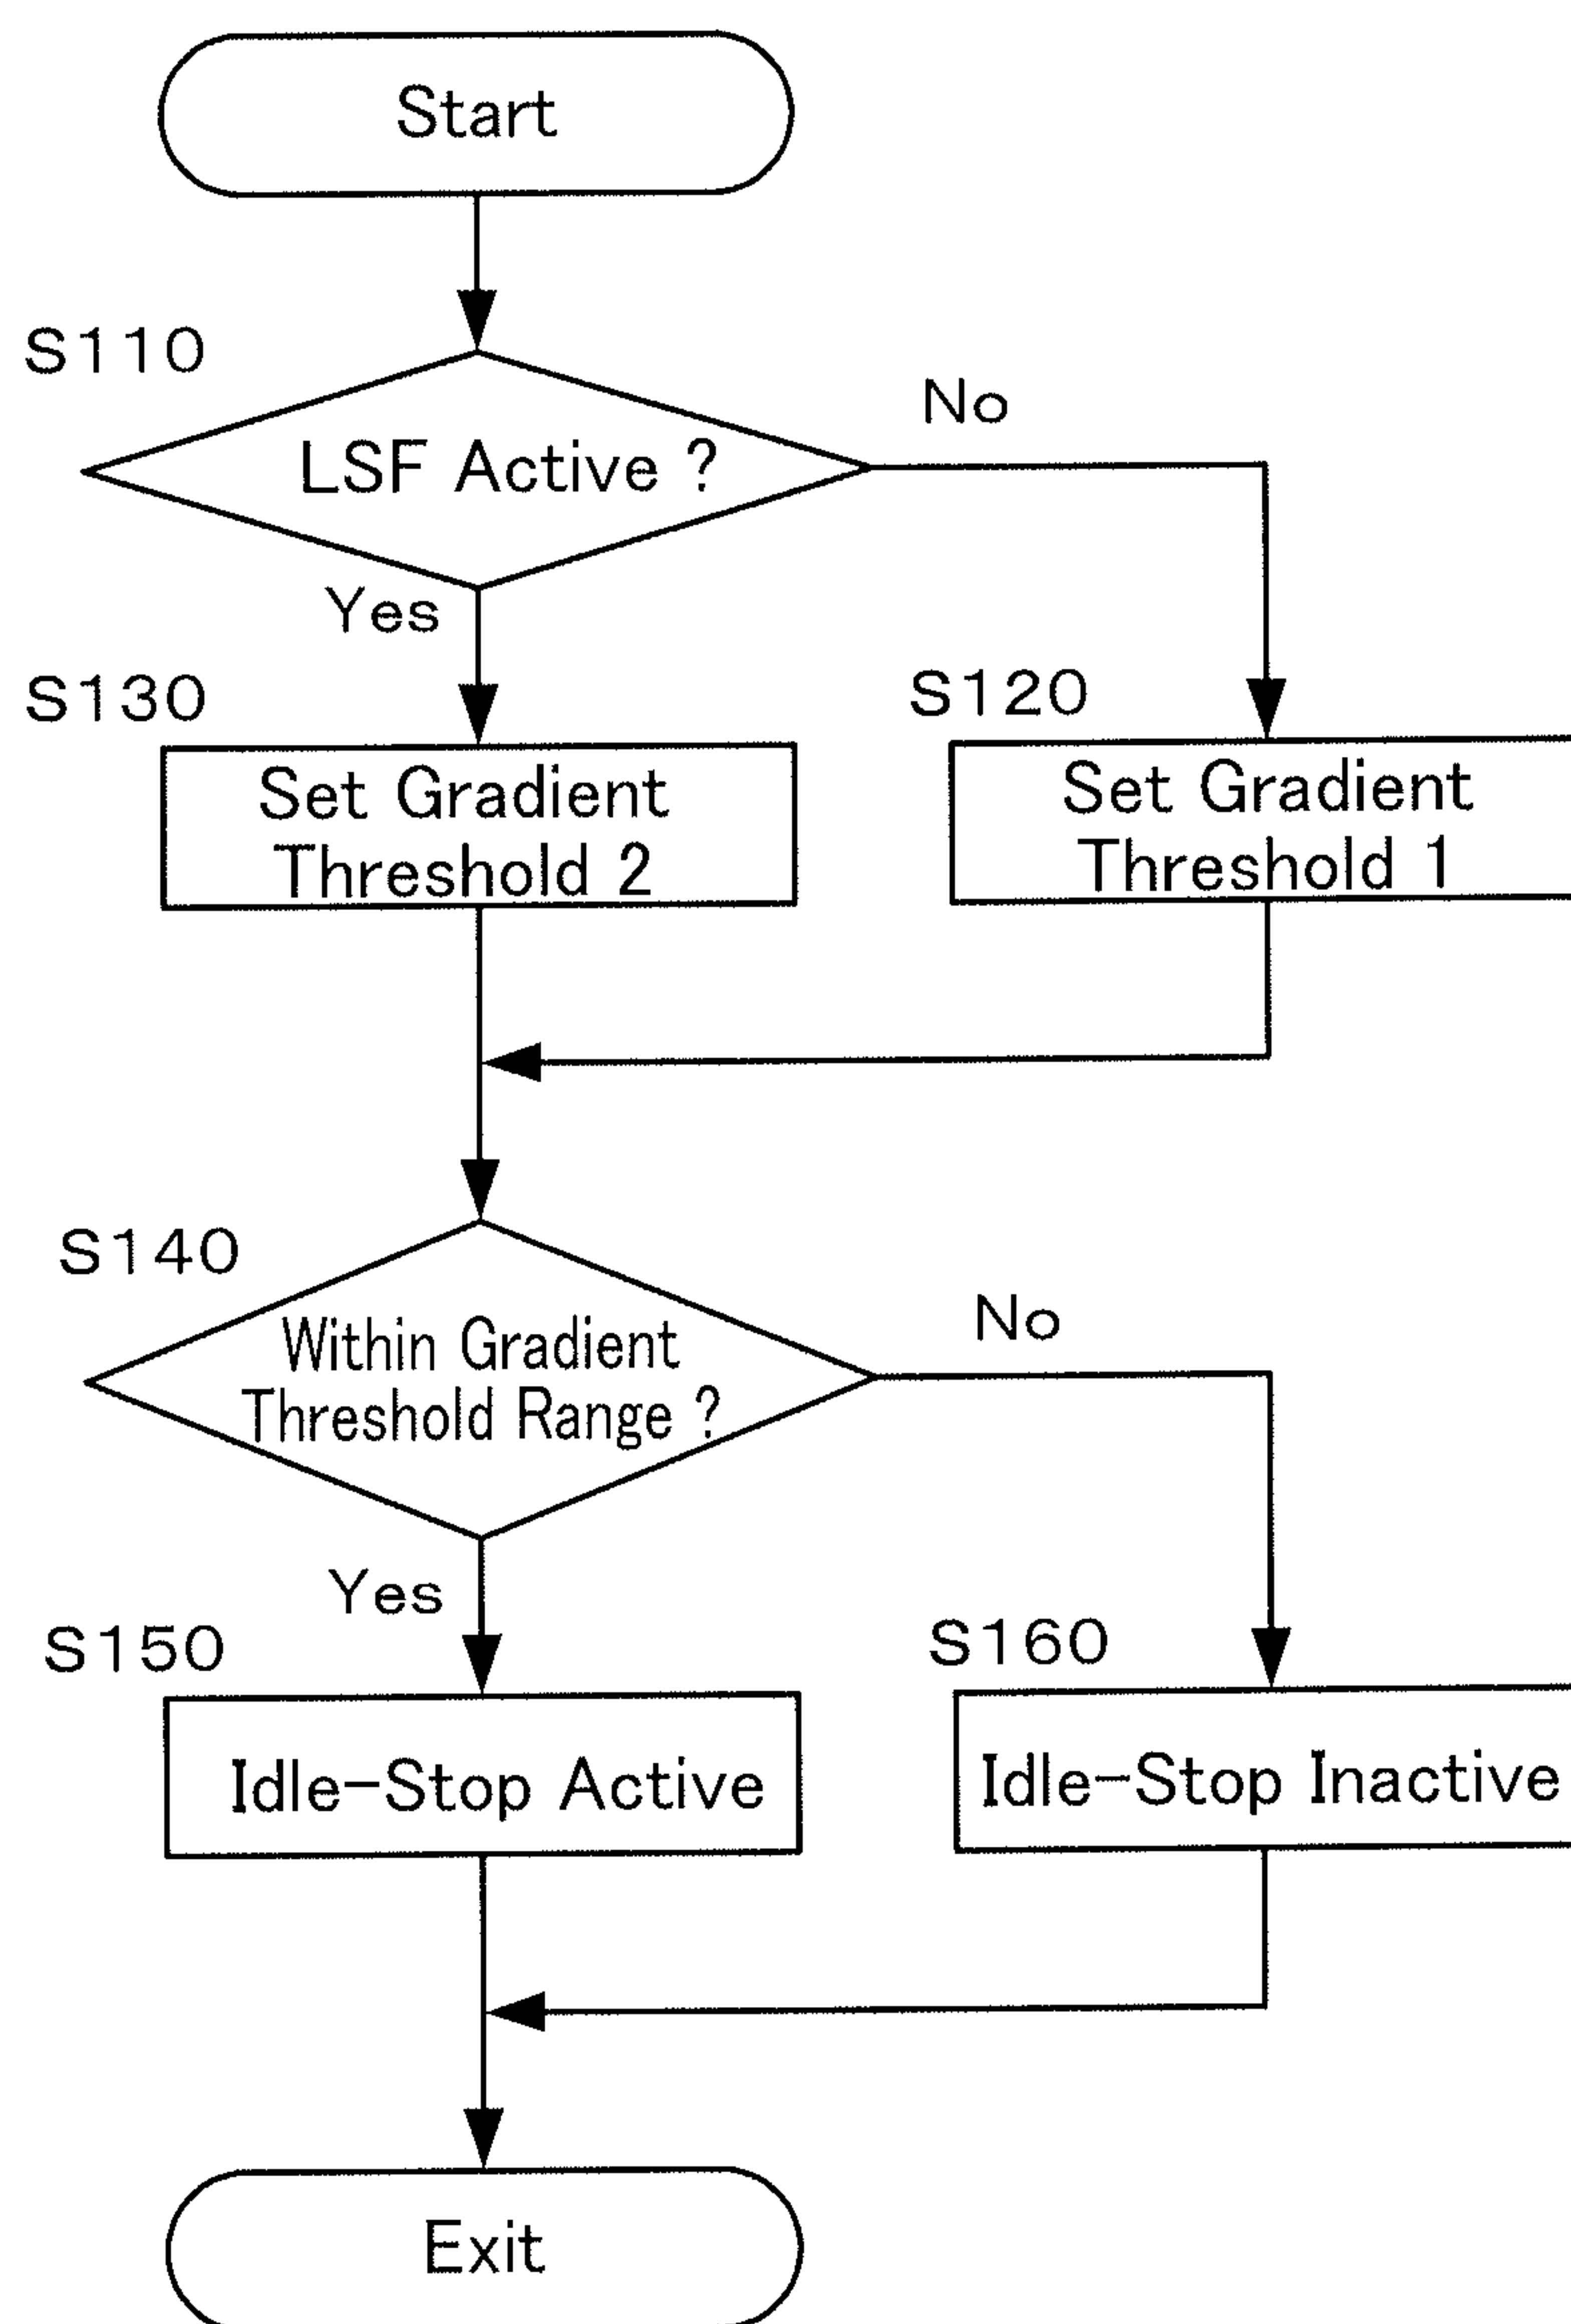 Start
S110
LSF Active ?
No
Yes
S130
Set Gradient
Threshold 2
S120
Set Gradient
Threshold 1
S140
Within Gradient
Threshold Range ?
No
Yes
S150
Idle-Stop Active
S160
Idle-Stop Inactive
Exit